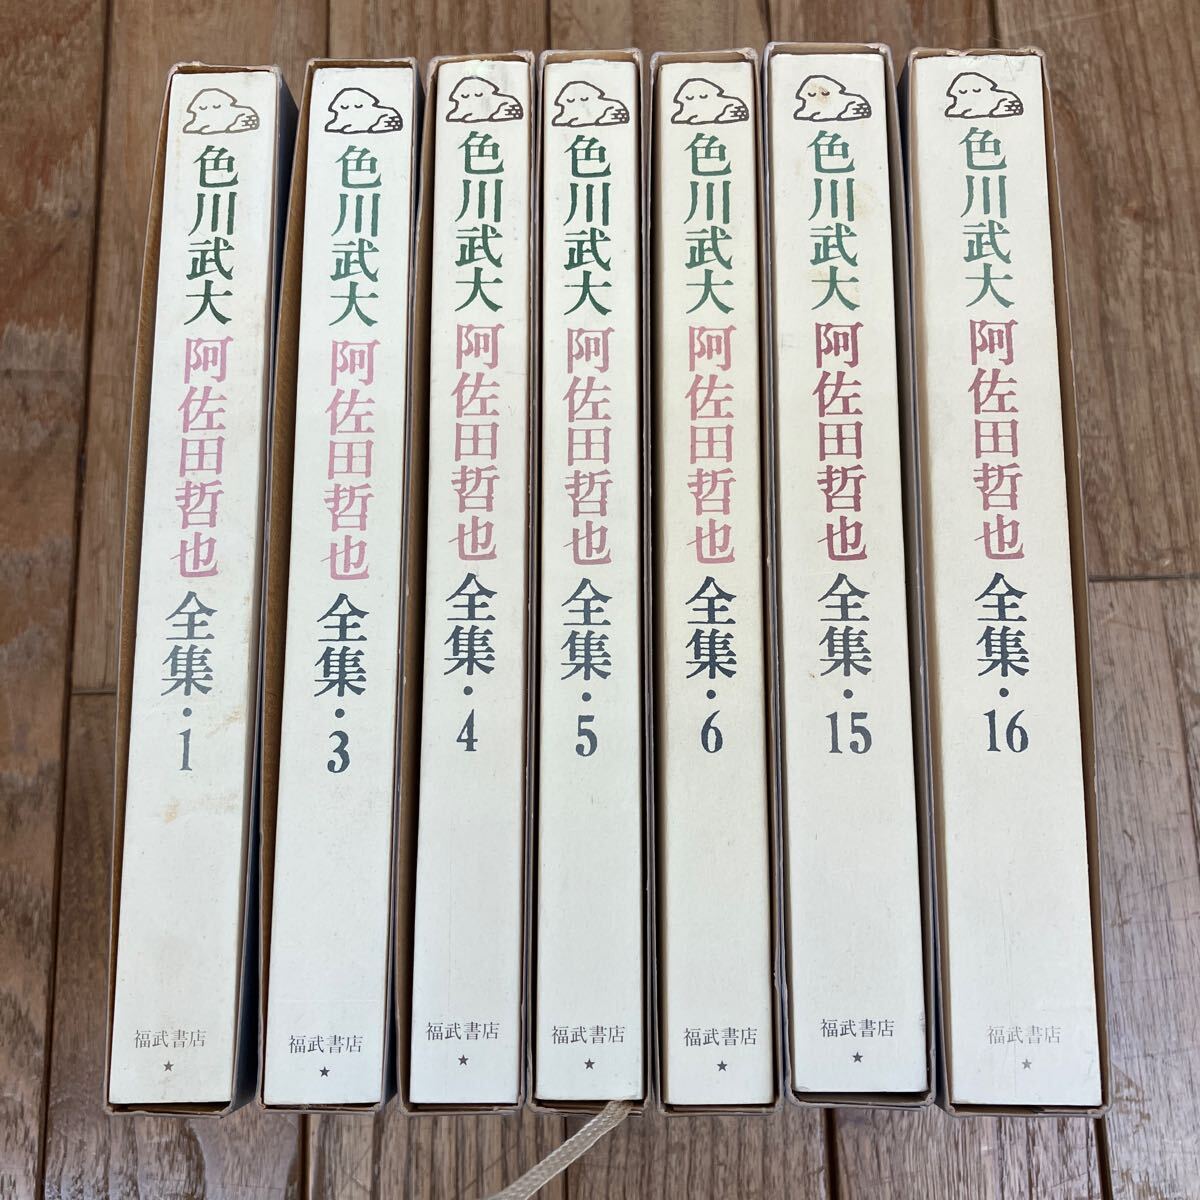 色川武大 阿佐田哲也 全集・1
福武書店
色川武大 阿佐田哲也 全集・3
福武書店
色川武大 阿佐田哲也 全集・4
福武書店
色川武大 阿佐田哲也 全集・5
福武書店
色川武大 阿佐田哲也 全集・6
福武書店
色川武大 阿佐田哲也 全集・15
福武書店
色川武大 阿佐田哲也 全集・16
福武書店